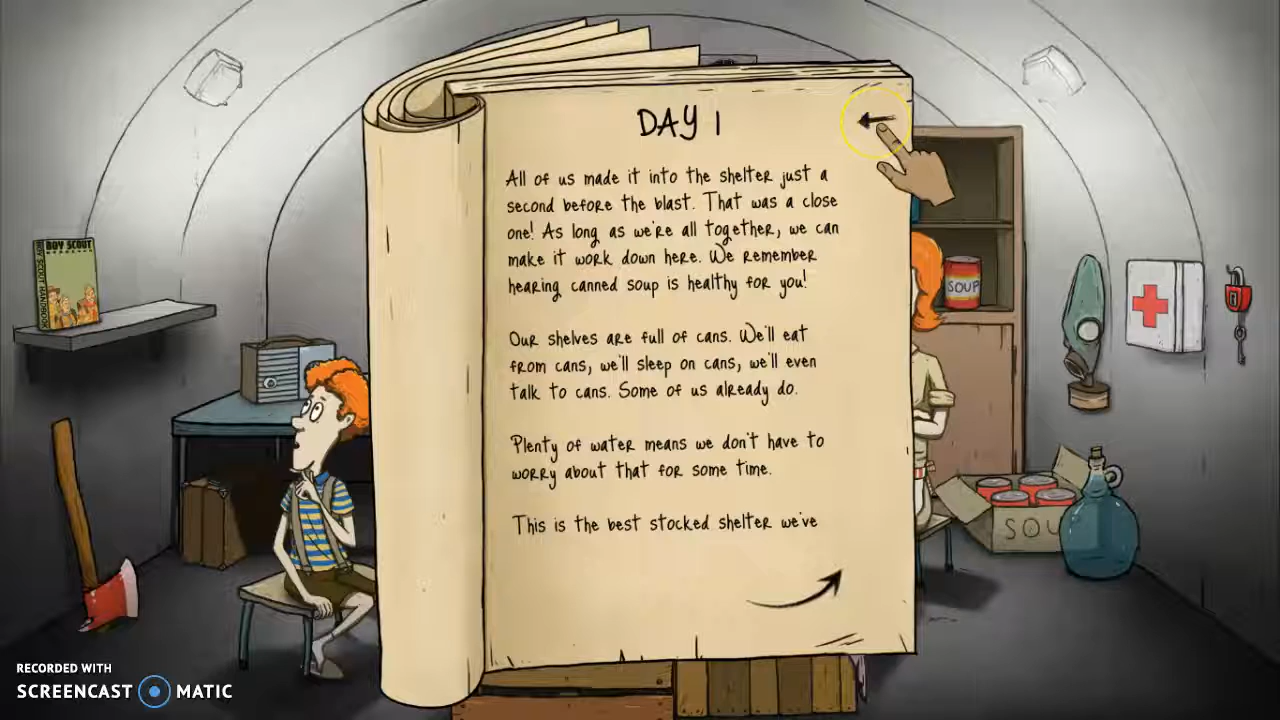 DAY 1
All of us made it into the shelter just a
second before the blast. That was a close
one! As long as we're all together, we can
make it work down here. We remember
hearing canned soup is healthy for you!
Our shelves are full of cans. We'll eat
from cans, we'll sleep on cans, we'll even
talk to cans. Some of us already do.
Plenty of water means we don't have to
worry about that for some time.
This is the best stocked shelter we've
BOY SCOUT
BOY SCOUT HANDBOOK
SOUP
SOU
RECORDED WITH
SCREENCAST MATIC